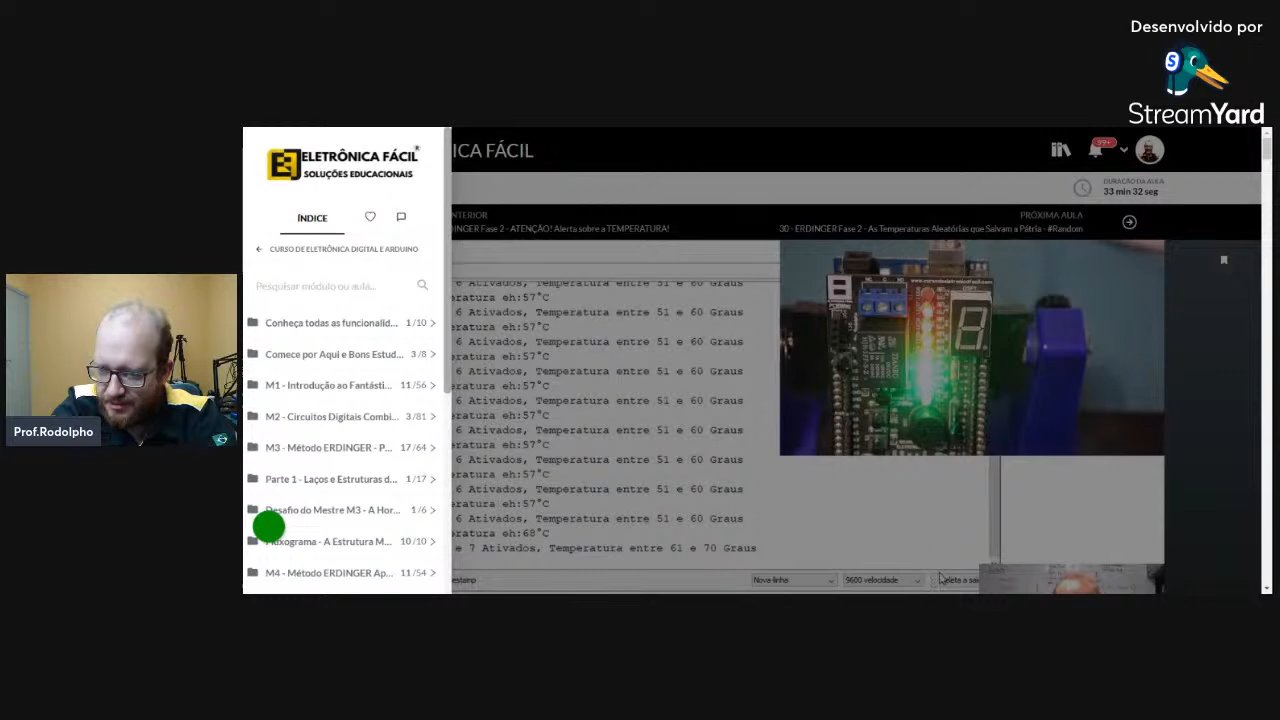 Desenvolvido por
StreamYard
ELETRÔNICA FÁCIL
SOLUÇÕES EDUCACIONAIS
ICA FÁCIL
99+
DURAÇÃO DA AULA
33 min 32 seg
ÍNDICE
NTERIOR
DINGER Fase 2 - ATENÇÃO! Alerta sobre a TEMPERATURA!
PRÓXIMA AULA
30 - ERDINGER Fase 2 - As Temperaturas Aleatórias que Salvam a Pátria - #Random
CURSO DE ELETRÔNICA DIGITAL E ARDUINO
Pesquisar módulo ou aula...
Conheça todas as funcionalid... 1/10
Comece por Aqui e Bons Estud... 3/8
M1 - Introdução ao Fantásti... 11/56
M2 - Circuitos Digitais Combi... 3/81
M3 - Método ERDINGER - P... 17/64
Parte 1 - Laços e Estruturas d... 1/17
Desafio do Mestre M3 - A Hor... 1/6
Fluxograma - A Estrutura M... 10/10
M4 - Método ERDINGER Ap... 11/54
6 Ativados, Temperatura entre 51 e 60 Graus
eratura eh:57°C
6 Ativados, Temperatura entre 51 e 60 Graus
eratura eh:57°C
6 Ativados, Temperatura entre 51 e 60 Graus
eratura eh:57°C
6 Ativados, Temperatura entre 51 e 60 Graus
eratura eh:57°C
6 Ativados, Temperatura entre 51 e 60 Graus
eratura eh:57°C
6 Ativados, Temperatura entre 51 e 60 Graus
eratura eh:57°C
6 Ativados, Temperatura entre 51 e 60 Graus
eratura eh:57°C
6 Ativados, Temperatura entre 51 e 60 Graus
eratura eh:57°C
6 Ativados, Temperatura entre 51 e 60 Graus
eratura eh:68°C
e 7 Ativados, Temperatura entre 61 e 70 Graus
Nova-linha
9600 velocidade
Prof.Rodolpho